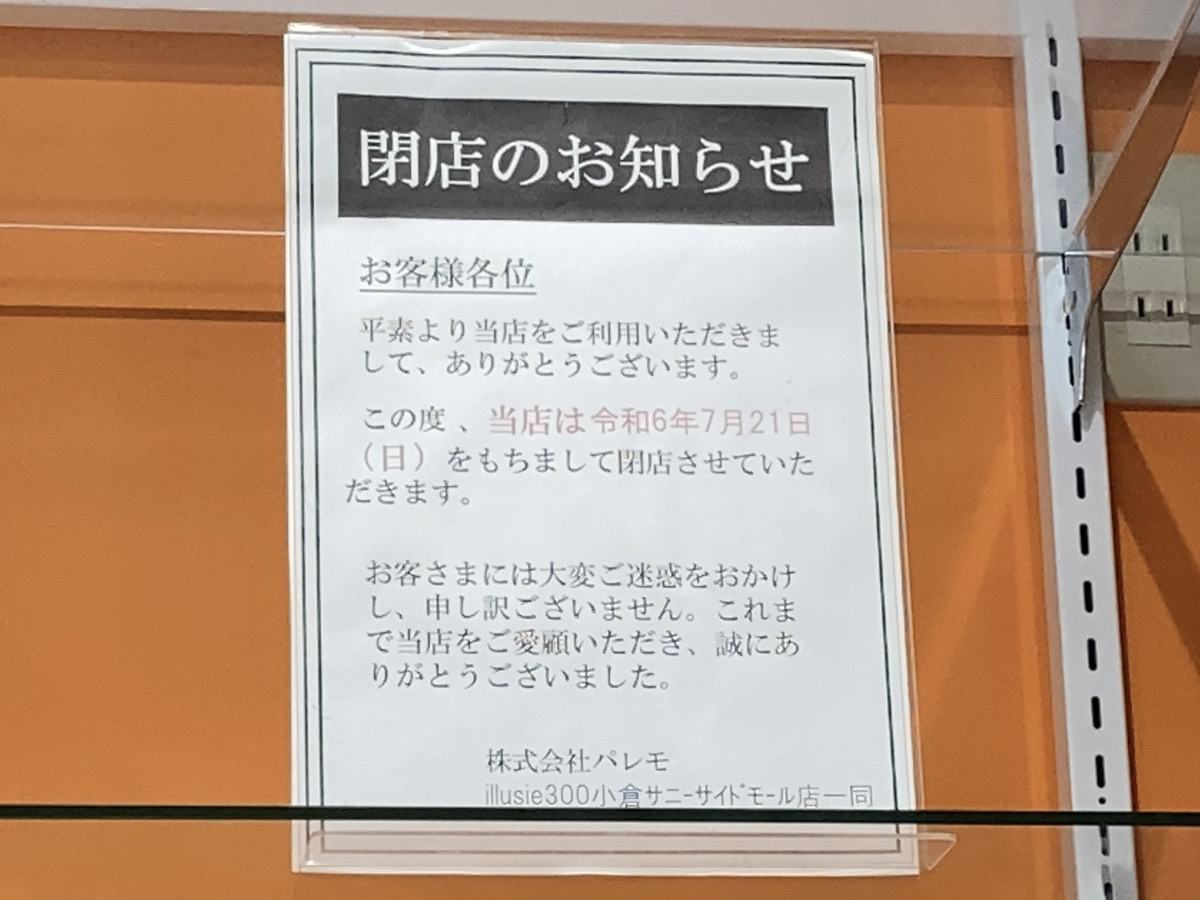 閉店のお知らせ
お客様各位
平素より当店をご利用いただきま
して、ありがとうございます。
この度、当店は令和6年7月21日
（日）をもちまして閉店させていた
だきます。
お客さまには大変ご迷惑をおかけ
し、申し訳ございません。これま
で当店をご愛顧いただき、誠にあ
りがとうございました。
株式会社パレモ
illusie300小倉ｻﾆｰｻｲﾄﾞﾓｰﾙ店一同